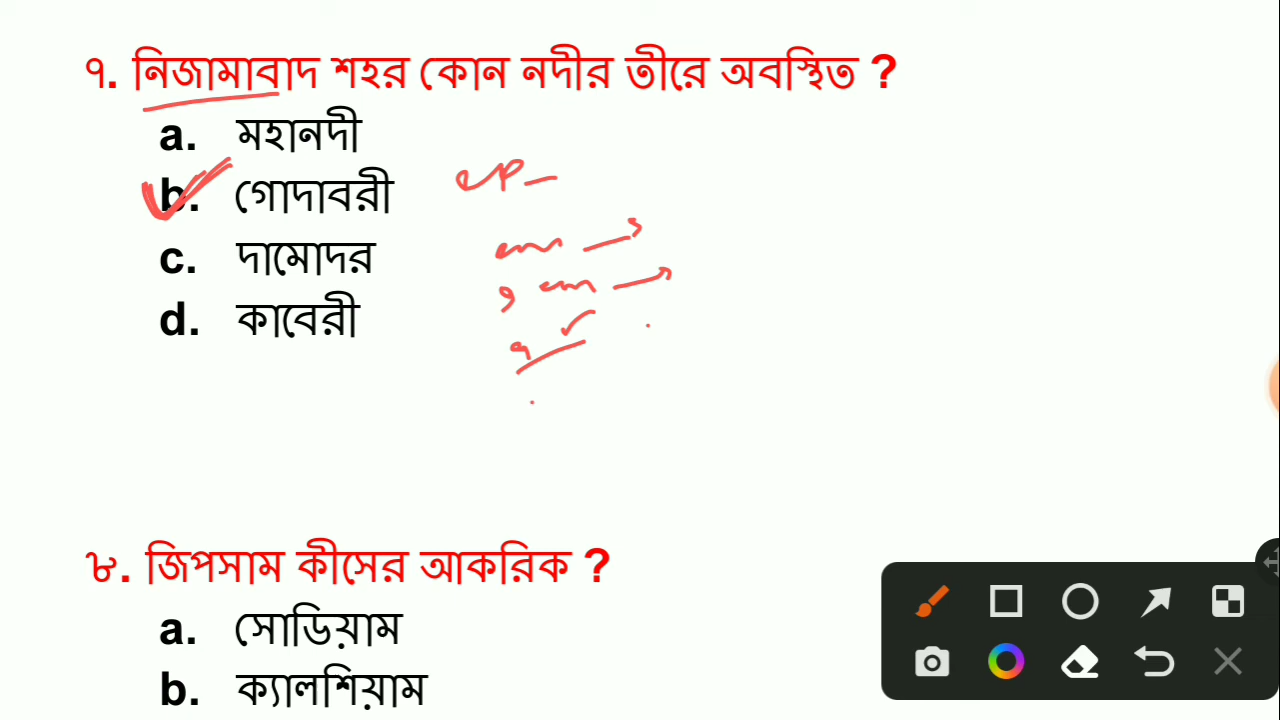 ৭. নিজামাবাদ শহর কোন নদীর তীরে অবস্থিত ?
a. মহানদী
b. গোদাবরী
c. দামোদর
d. কাবেরী
৮. জিপসাম কীসের আকরিক ?
a. সোডিয়াম
b. ক্যালশিয়াম